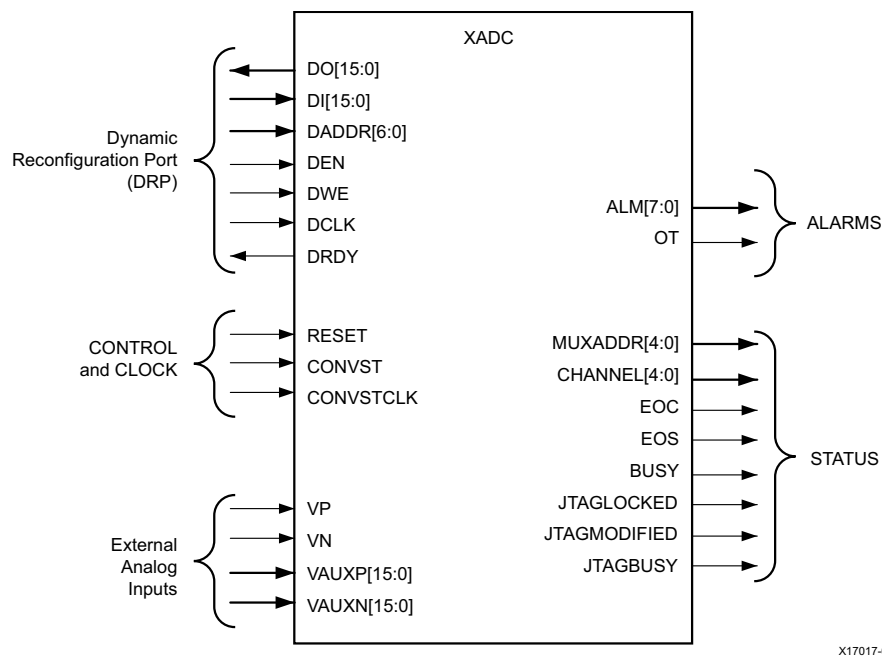 XADC
Dynamic
Reconfiguration Port
(DRP)
DO[15:0]
DI[15:0]
DADDR[6:0]
DEN
DWE
DCLK
DRDY
CONTROL
and CLOCK
RESET
CONVST
CONVSTCLK
External
Analog
Inputs
VP
VN
VAUXP[15:0]
VAUXN[15:0]
ALM[7:0]
OT
ALARMS
MUXADDR[4:0]
CHANNEL[4:0]
EOC
EOS
BUSY
JTAGLOCKED
JTAGMODIFIED
JTAGBUSY
STATUS